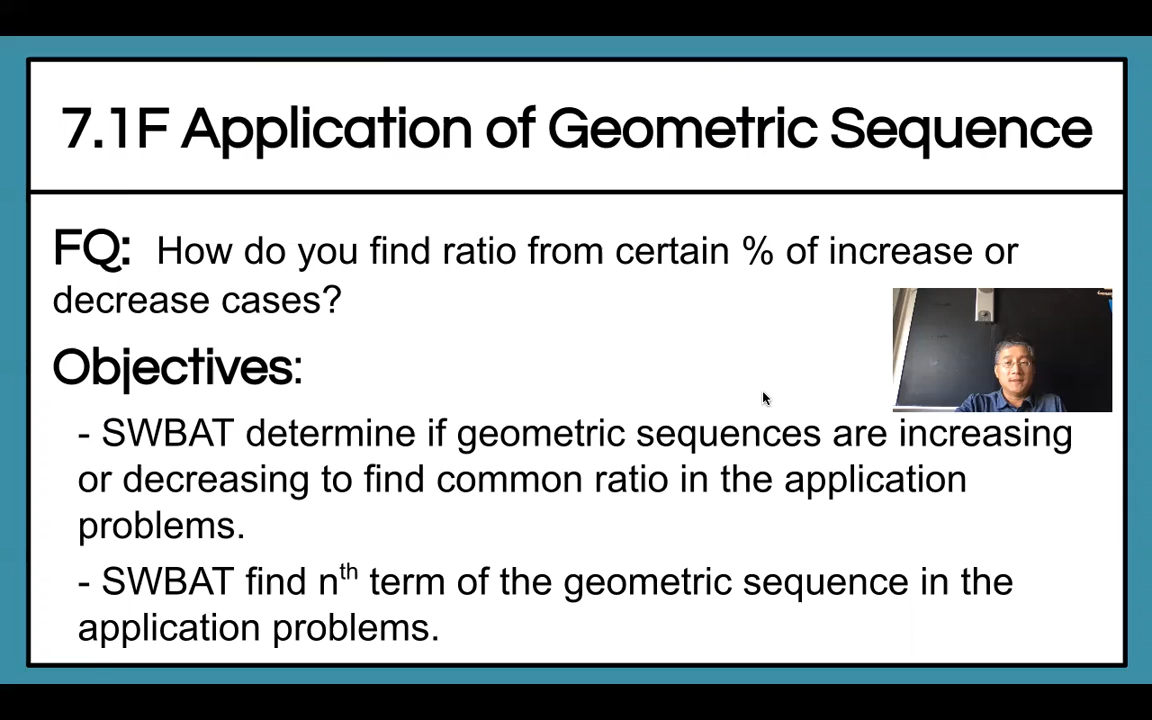 7.1F Application of Geometric Sequence
FQ: How do you find ratio from certain % of increase or
decrease cases?
Objectives:
- SWBAT determine if geometric sequences are increasing
or decreasing to find common ratio in the application
problems.
- SWBAT find nth term of the geometric sequence in the
application problems.